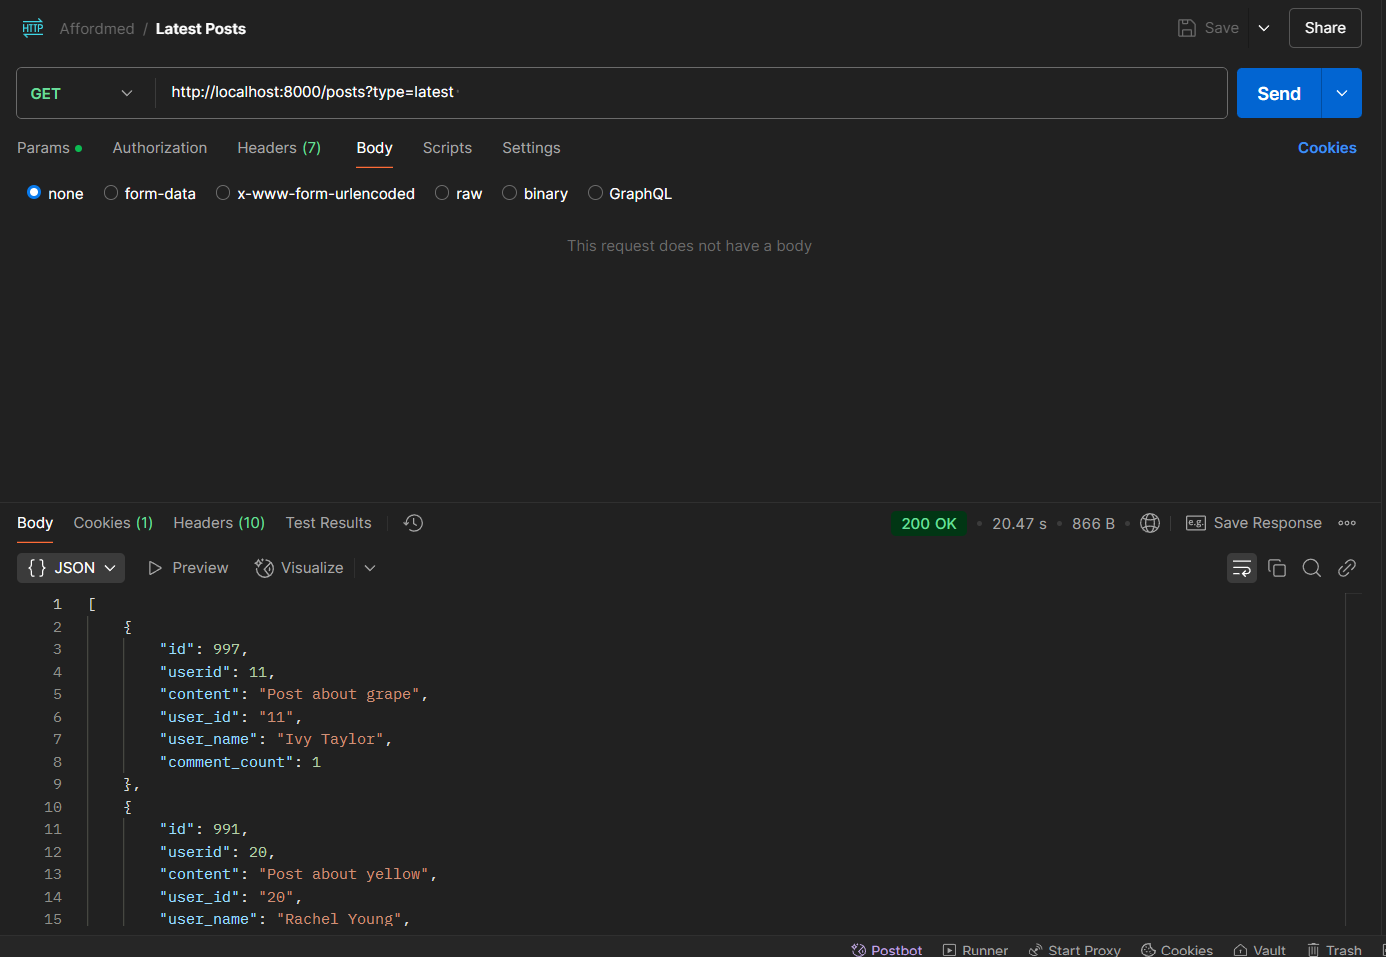 HTTP Affordmed / Latest Posts Save Share
GET http://localhost:8000/posts?type=latest Send
Params Authorization Headers (7) Body Scripts Settings Cookies
none form-data x-www-form-urlencoded raw binary GraphQL
This request does not have a body
Body Cookies (1) Headers (10) Test Results 200 OK • 20.47 s • 866 B • e.g. Save Response
{} JSON Preview Visualize
1 [
2 {
3 "id": 997,
4 "userid": 11,
5 "content": "Post about grape",
6 "user_id": "11",
7 "user_name": "Ivy Taylor",
8 "comment_count": 1
9 },
10 {
11 "id": 991,
12 "userid": 20,
13 "content": "Post about yellow",
14 "user_id": "20",
15 "user_name": "Rachel Young",
Postbot Runner Start Proxy Cookies Vault Trash